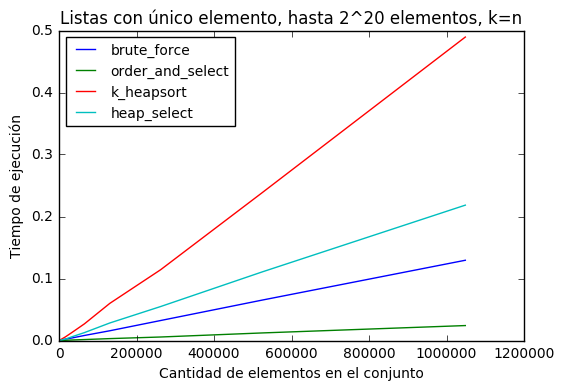 Listas con único elemento, hasta 2^20 elementos, k=n
0.5
0.4
0.3
0.2
0.1
0.0
Tiempo de ejecución
brute_force
order_and_select
k_heapsort
heap_select
0 200000 400000 600000 800000 1000000 1200000
Cantidad de elementos en el conjunto